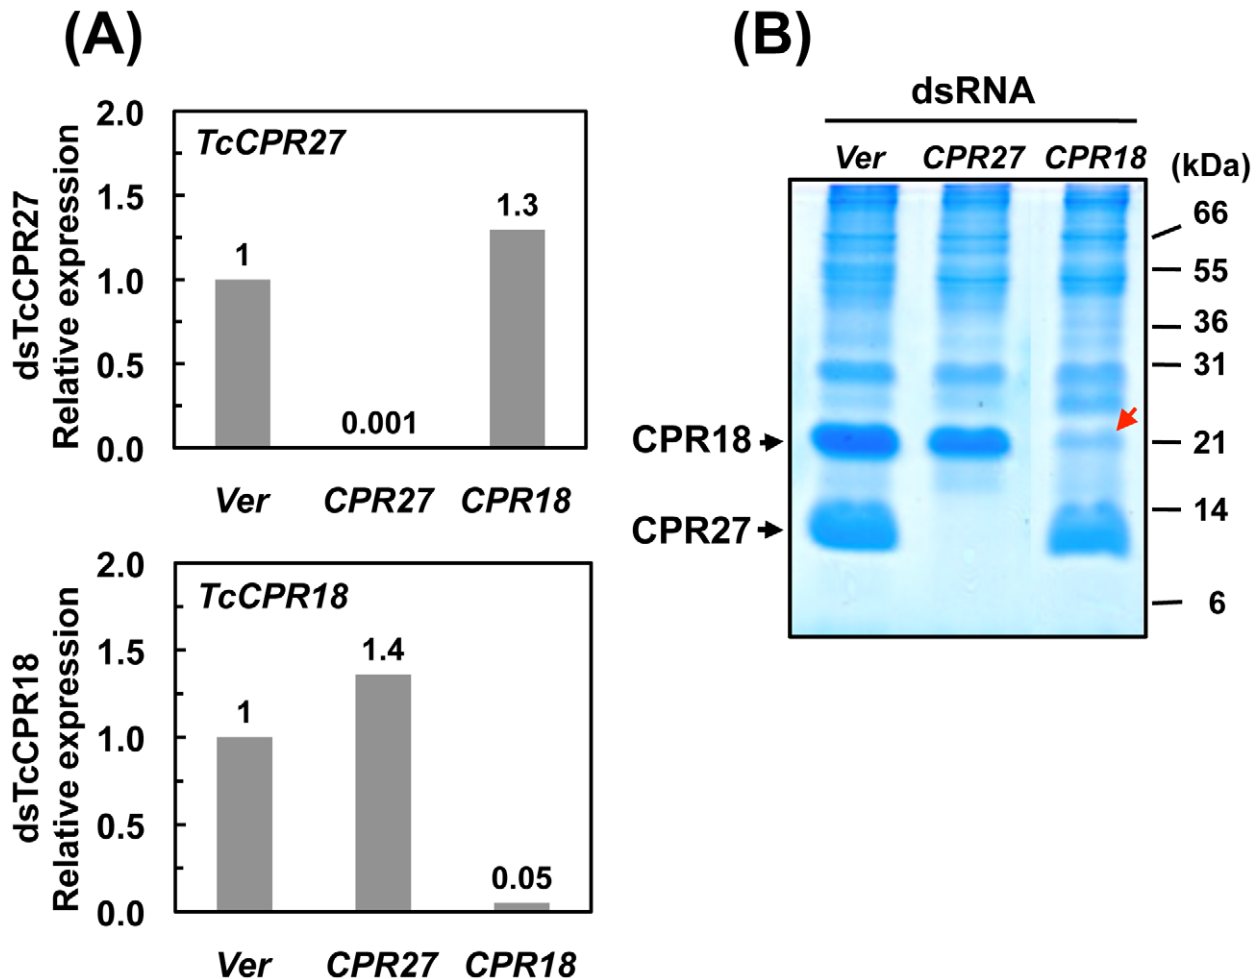 (A)
dsTcCPR27
Relative expression
2.0
1.5
1.0
0.5
0.0
TcCPR27
1
0.001
1.3
Ver CPR27 CPR18
dsTcCPR18
Relative expression
2.0
1.5
1.0
0.5
0.0
TcCPR18
1
1.4
0.05
Ver CPR27 CPR18
(B)
dsRNA
Ver CPR27 CPR18 (kDa)
66
55
36
31
CPR18 21
14
CPR27
6